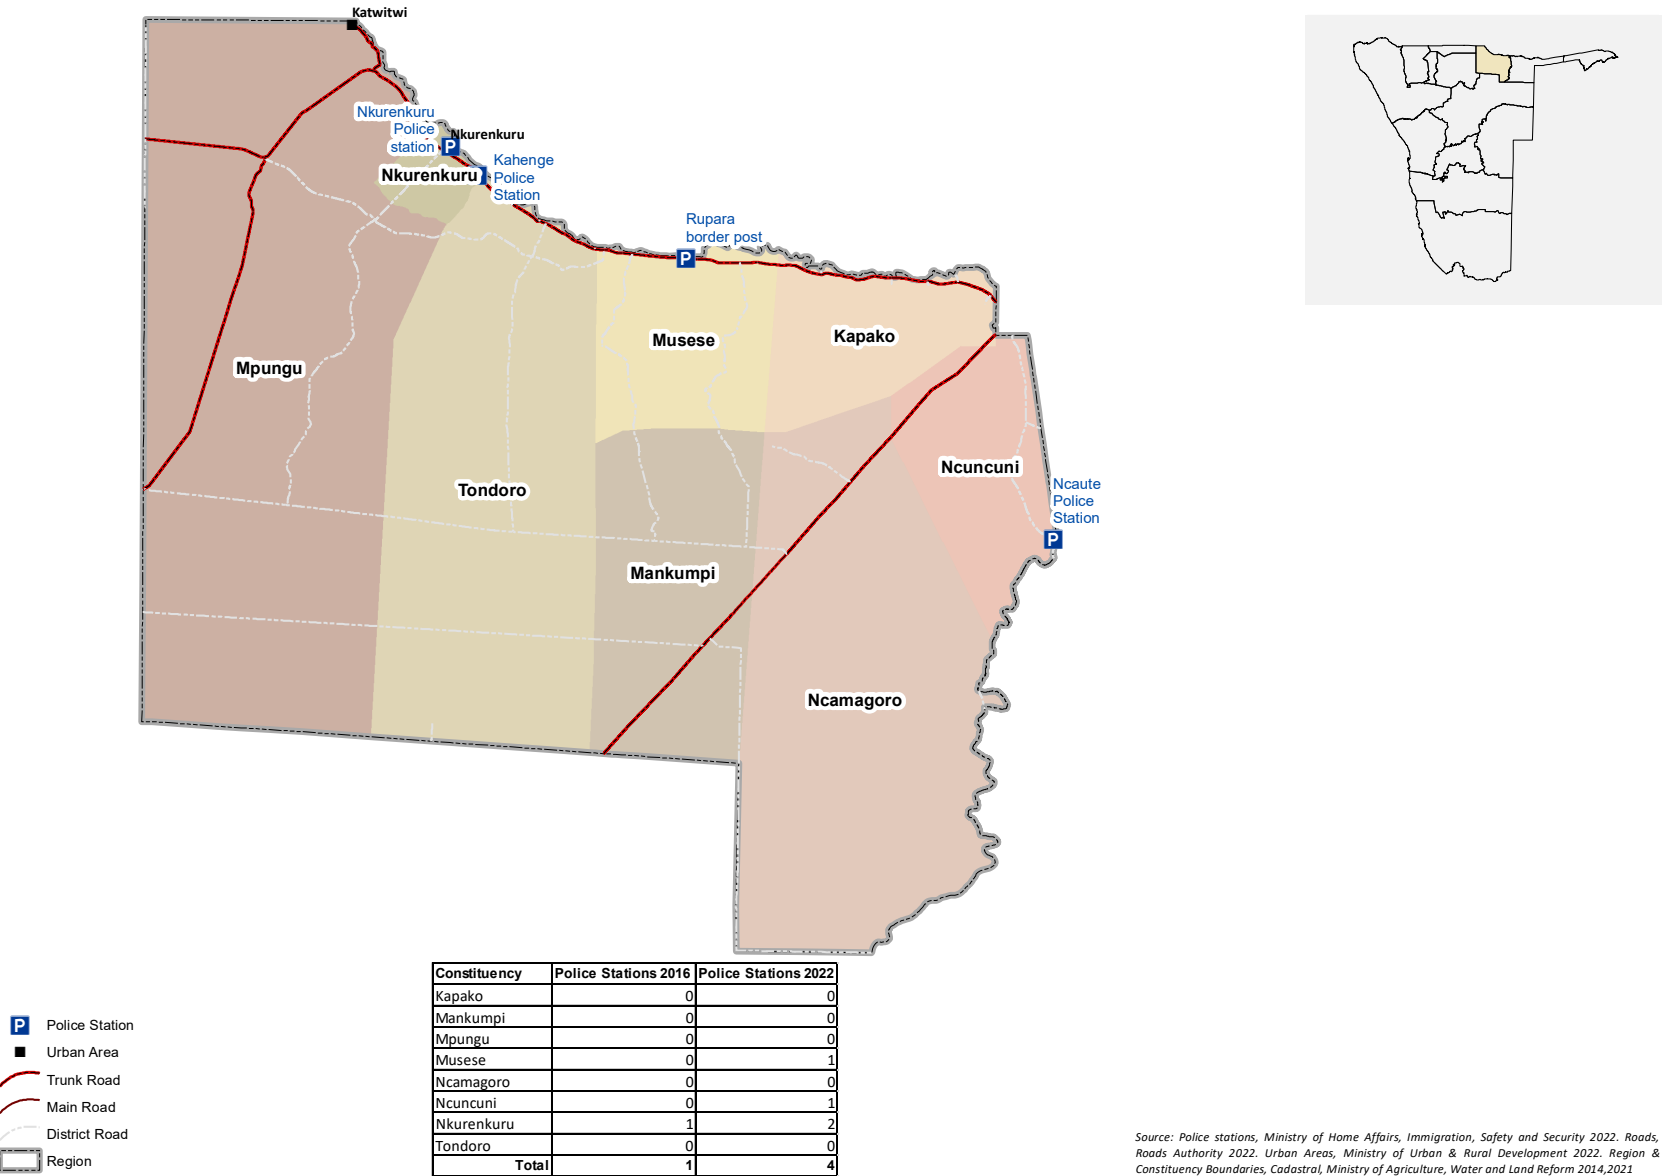 Katwitwi
Nkurenkuru
Police
station
Nkurenkuru
Kahenge
Police
Station
Nkurenkuru
Rupara
border post
Musese
Kapako
Mpungu
Ncuncuni
Tondoro
Ncaute
Police
Station
Mankumpi
Ncamagoro
P
P
P
Constituency Police Stations 2016 Police Stations 2022
Kapako 0 0
Mankumpi 0 0
Mpungu 0 0
Musese 0 1
Ncamagoro 0 0
Ncuncuni 0 1
Nkurenkuru 1 2
Tondoro 0 0
Total 1 4
P Police Station
Urban Area
Trunk Road
Main Road
District Road
Region
Source: Police stations, Ministry of Home Affairs, Immigration, Safety and Security 2022. Roads,
Roads Authority 2022. Urban Areas, Ministry of Urban & Rural Development 2022. Region &
Constituency Boundaries, Cadastral, Ministry of Agriculture, Water and Land Reform 2014,2021